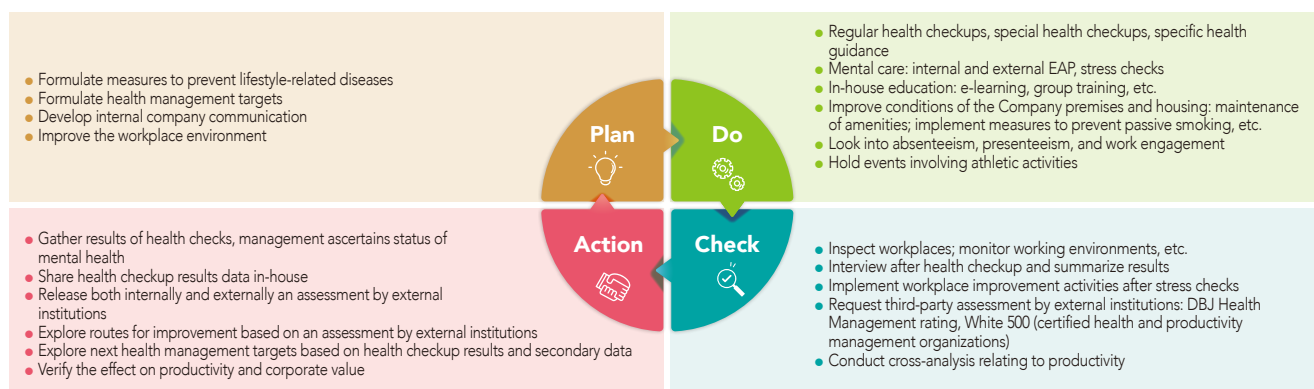 ● Formulate measures to prevent lifestyle-related diseases
● Formulate health management targets
● Develop internal company communication
● Improve the workplace environment
Plan
Do
● Regular health checkups, special health checkups, specific health
guidance
● Mental care: internal and external EAP, stress checks
● In-house education: e-learning, group training, etc.
● Improve conditions of the Company premises and housing: maintenance
of amenities; implement measures to prevent passive smoking, etc.
● Look into absenteeism, presenteeism, and work engagement
● Hold events involving athletic activities
● Gather results of health checks, management ascertains status of
mental health
● Share health checkup results data in-house
● Release both internally and externally an assessment by external
institutions
● Explore routes for improvement based on an assessment by external institutions
● Explore next health management targets based on health checkup results and secondary data
● Verify the effect on productivity and corporate value
Action
Check
● Inspect workplaces; monitor working environments, etc.
● Interview after health checkup and summarize results
● Implement workplace improvement activities after stress checks
● Request third-party assessment by external institutions: DBJ Health
Management rating, White 500 (certified health and productivity
management organizations)
● Conduct cross-analysis relating to productivity